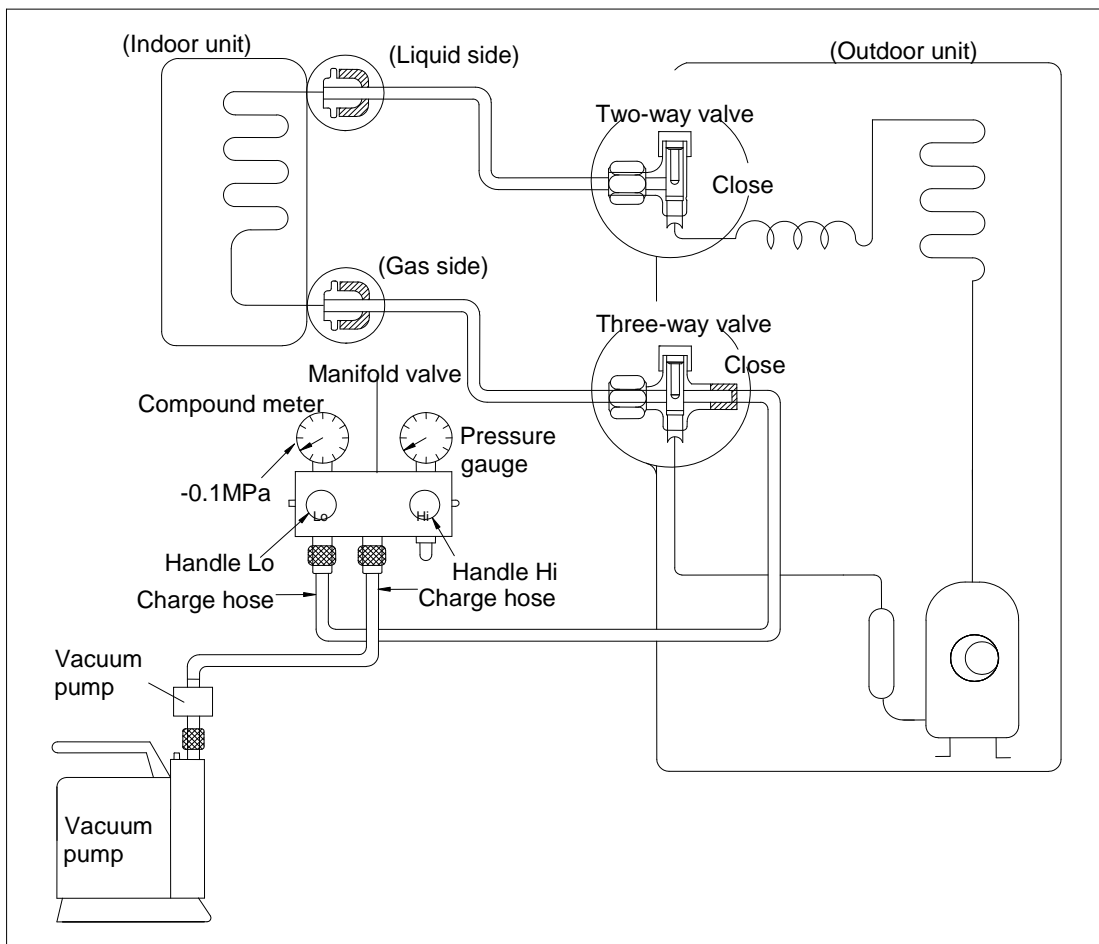 (Indoor unit)
(Liquid side)
(Outdoor unit)
Two-way valve
Close
(Gas side)
Three-way valve
Close
Manifold valve
Compound meter
Pressure
gauge
-0.1MPa
Lo
Hi
Handle Lo
Handle Hi
Charge hose
Charge hose
Vacuum
pump
Vacuum
pump